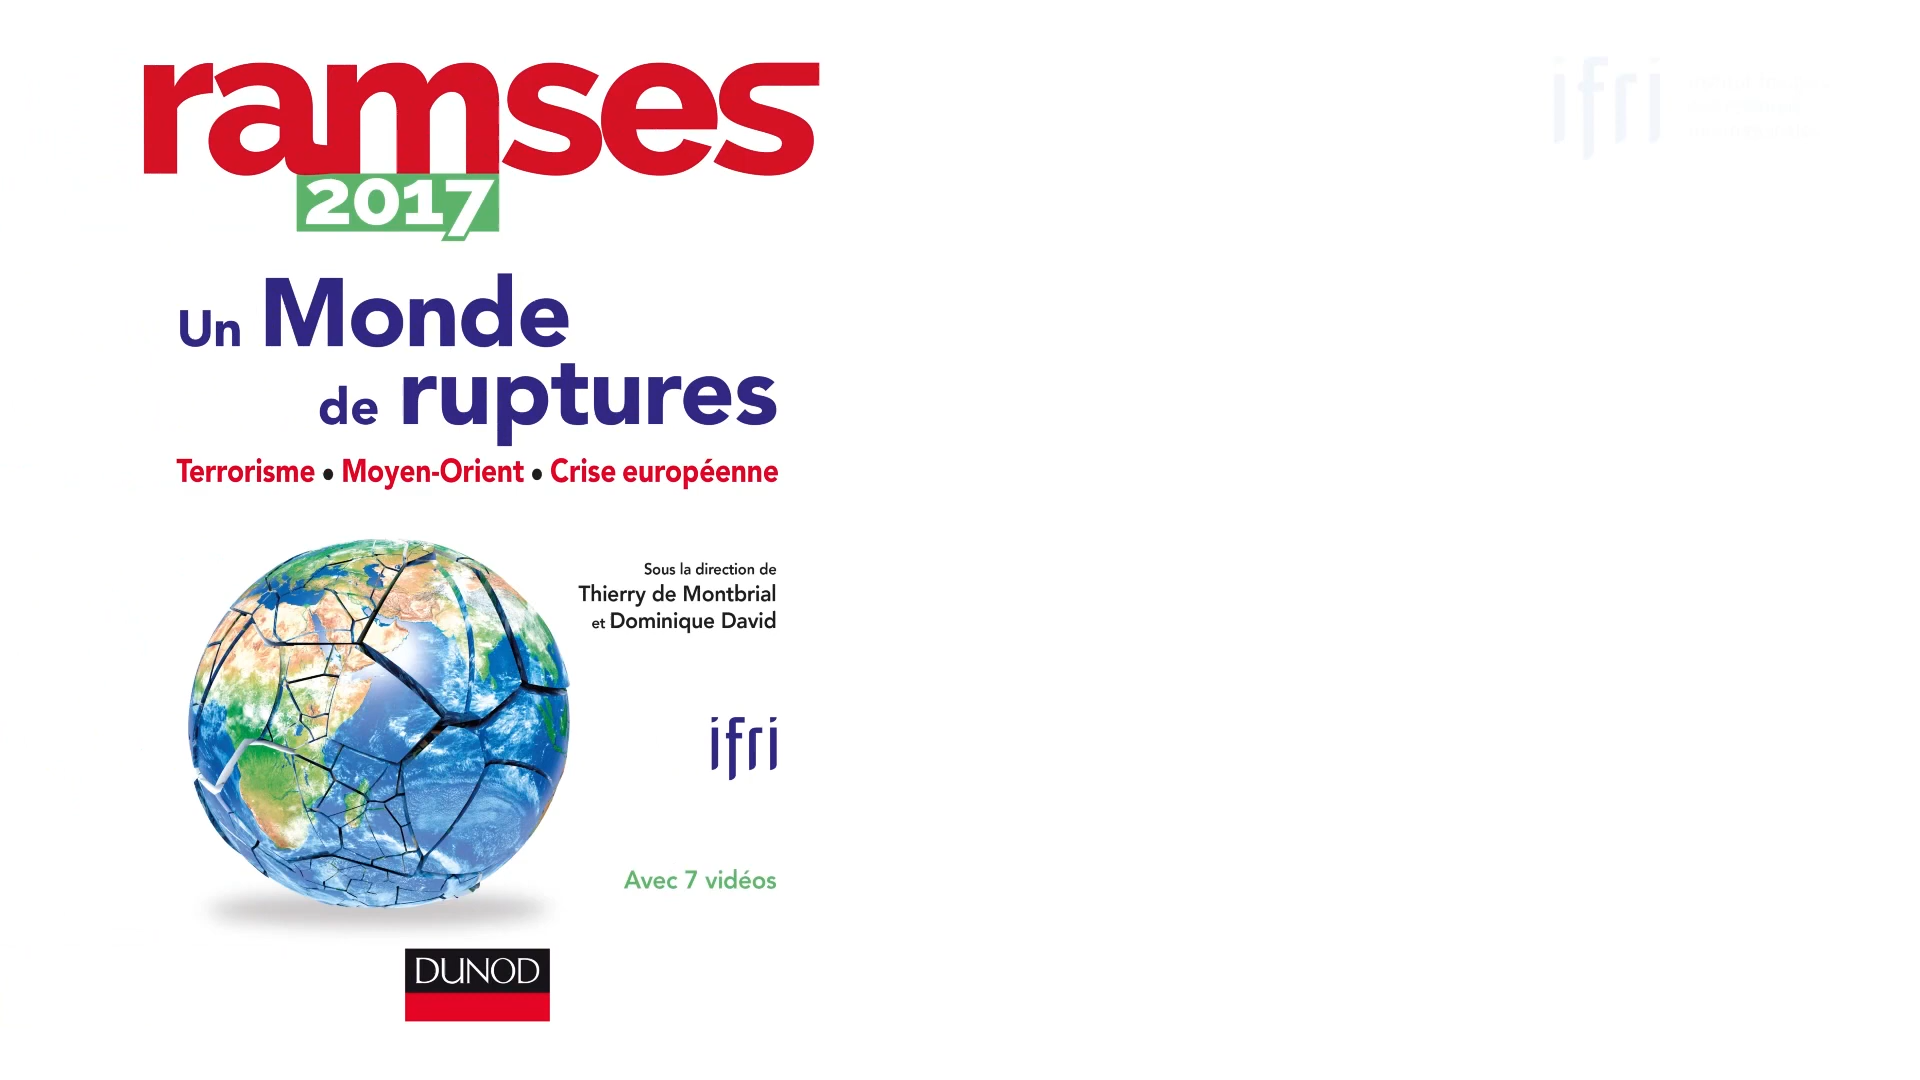 ramses
2017
Un Monde
de ruptures
Terrorisme • Moyen-Orient • Crise européenne
Sous la direction de
Thierry de Montbrial
et Dominique David
ifri
Avec 7 vidéos
DUNOD
ifri